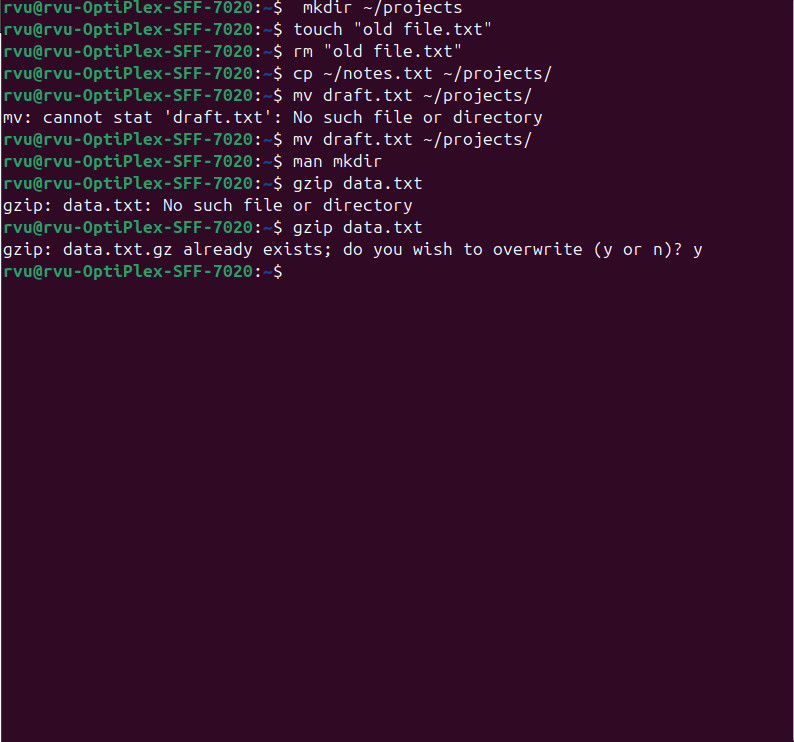 rvu@rvu-OptiPlex-SFF-7020:~$  mkdir ~/projects
rvu@rvu-OptiPlex-SFF-7020:~$ touch "old file.txt"
rvu@rvu-OptiPlex-SFF-7020:~$ rm "old file.txt"
rvu@rvu-OptiPlex-SFF-7020:~$ cp ~/notes.txt ~/projects/
rvu@rvu-OptiPlex-SFF-7020:~$ mv draft.txt ~/projects/
mv: cannot stat 'draft.txt': No such file or directory
rvu@rvu-OptiPlex-SFF-7020:~$ mv draft.txt ~/projects/
rvu@rvu-OptiPlex-SFF-7020:~$ man mkdir
rvu@rvu-OptiPlex-SFF-7020:~$ gzip data.txt
gzip: data.txt: No such file or directory
rvu@rvu-OptiPlex-SFF-7020:~$ gzip data.txt
gzip: data.txt.gz already exists; do you wish to overwrite (y or n)? y
rvu@rvu-OptiPlex-SFF-7020:~$